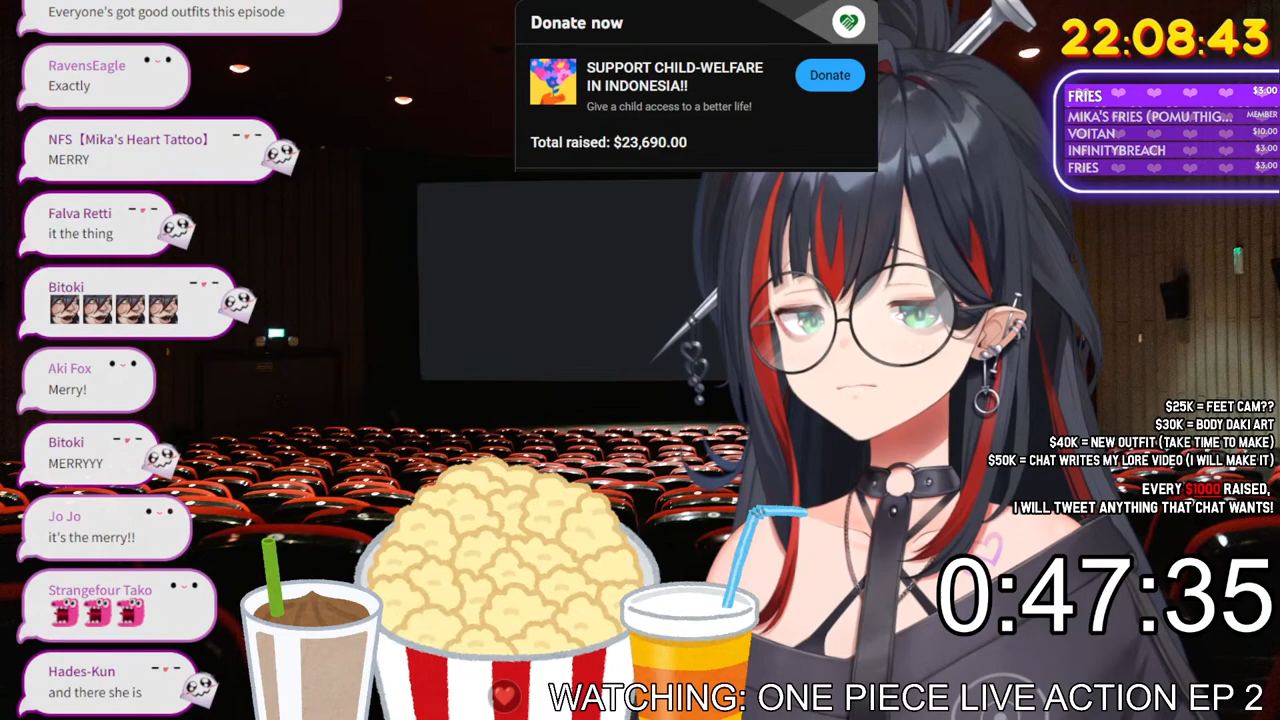 Everyone's got good outfits this episode
RavensEagle
Exactly
NFS【Mika's Heart Tattoo】
MERRY
Falva Retti
it the thing
Bitoki
Aki Fox
Merry!
Bitoki
MERRYYY
Jo Jo
it's the merry!!
Strangefour Tako
Hades-Kun
and there she is
Donate now
SUPPORT CHILD-WELFARE
IN INDONESIA!!
Donate
Give a child access to a better life!
Total raised: $23,690.00
22:08:43
FRIES $3.00
MIKA'S FRIES (POMU THIG... MEMBER
VOITAN $10.00
INFINITYBREACH $3.00
FRIES $3.00
$25K = FEET CAM??
$30K = BODY DAKI ART
$40K = NEW OUTFIT (TAKE TIME TO MAKE)
$50K = CHAT WRITES MY LORE VIDEO (I WILL MAKE IT)
EVERY $1000 RAISED,
I WILL TWEET ANYTHING THAT CHAT WANTS!
0:47:35
WATCHING: ONE PIECE LIVE ACTION EP 2